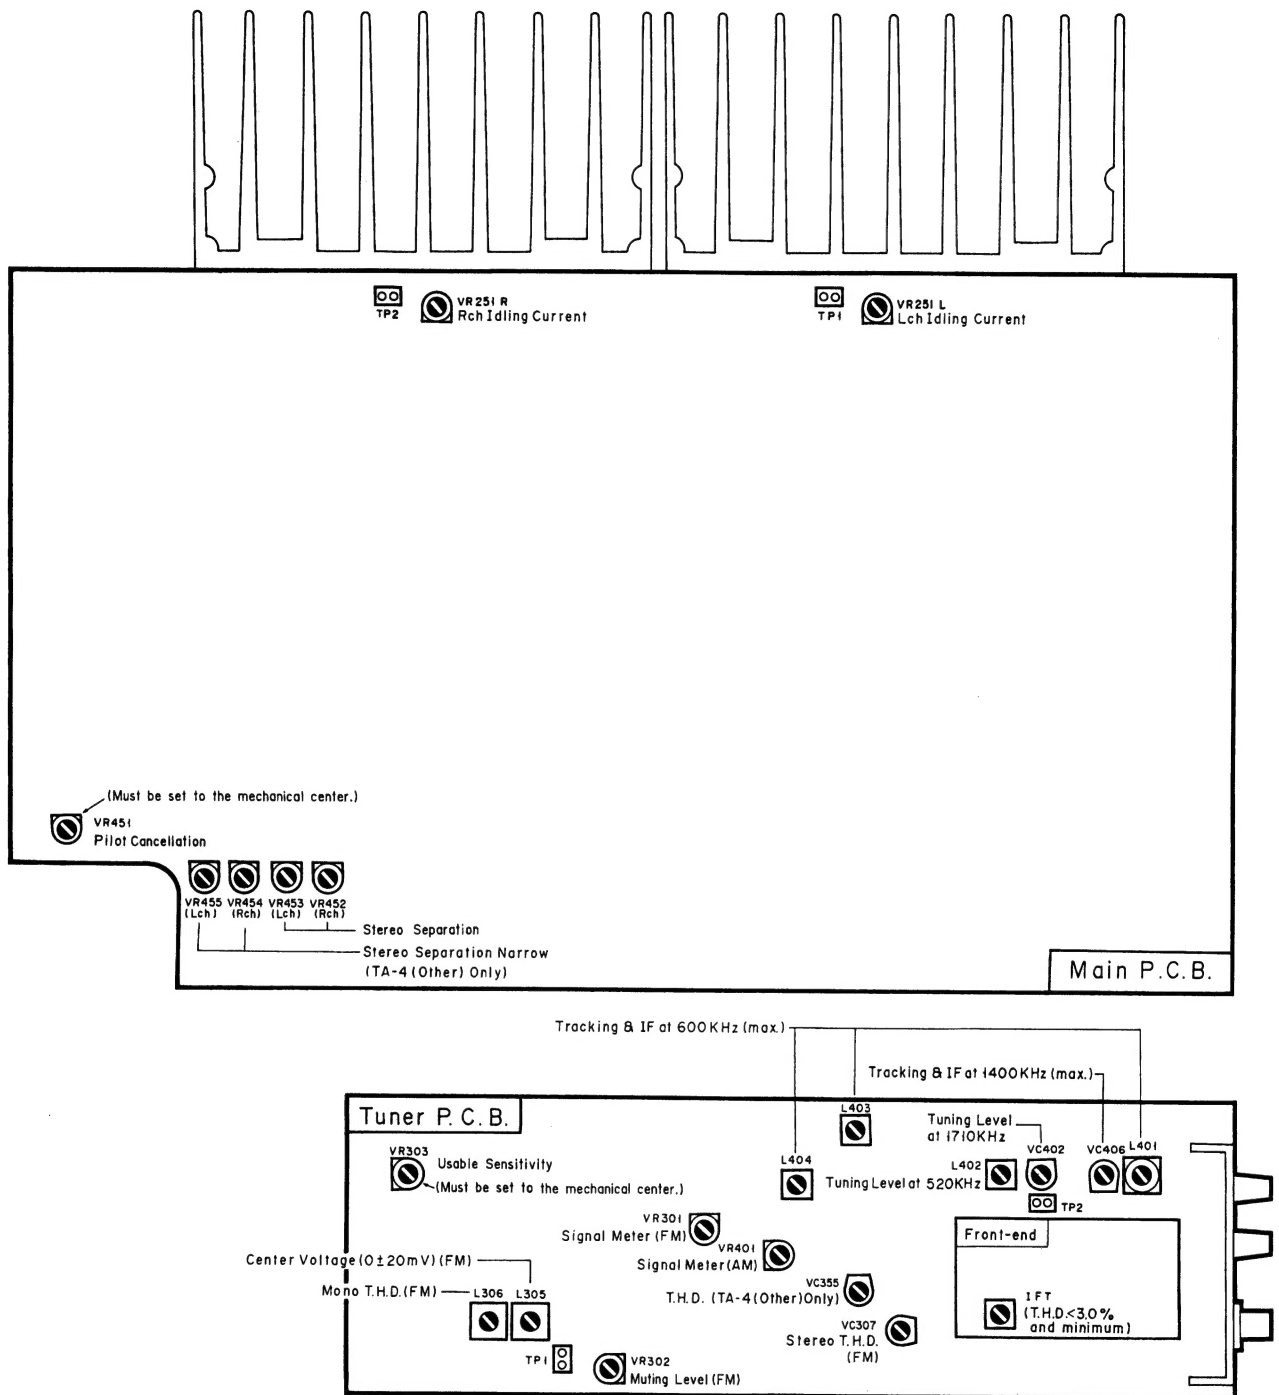 TP2
VR251 R
Rch Idling Current
TP1
VR251 L
Lch Idling Current
(Must be set to the mechanical center.)
VR451
Pilot Cancellation
VR455 VR454 VR453 VR452
(Lch) (Rch) (Lch) (Rch)
Stereo Separation
Stereo Separation Narrow
(TA-4 (Other) Only)
Main P.C.B.
Tracking & IF at 600KHz (max.)
Tracking & IF at 1400KHz (max.)
Tuner P.C.B.
L403
Tuning Level
at 1710KHz
VR303
Usable Sensitivity
(Must be set to the mechanical center.)
L404
Tuning Level at 520KHz
L402
VC402
VC406
L401
TP2
VR301
Signal Meter (FM)
VR401
Signal Meter (AM)
Front-end
Center Voltage (0±20mV) (FM)
Mono T.H.D. (FM)
L306 L305
VC355
T.H.D. (TA-4 (Other) Only)
IFT
(T.H.D.<3.0%
and minimum)
VC307
Stereo T.H.D.
(FM)
TP1
VR302
Muting Level (FM)